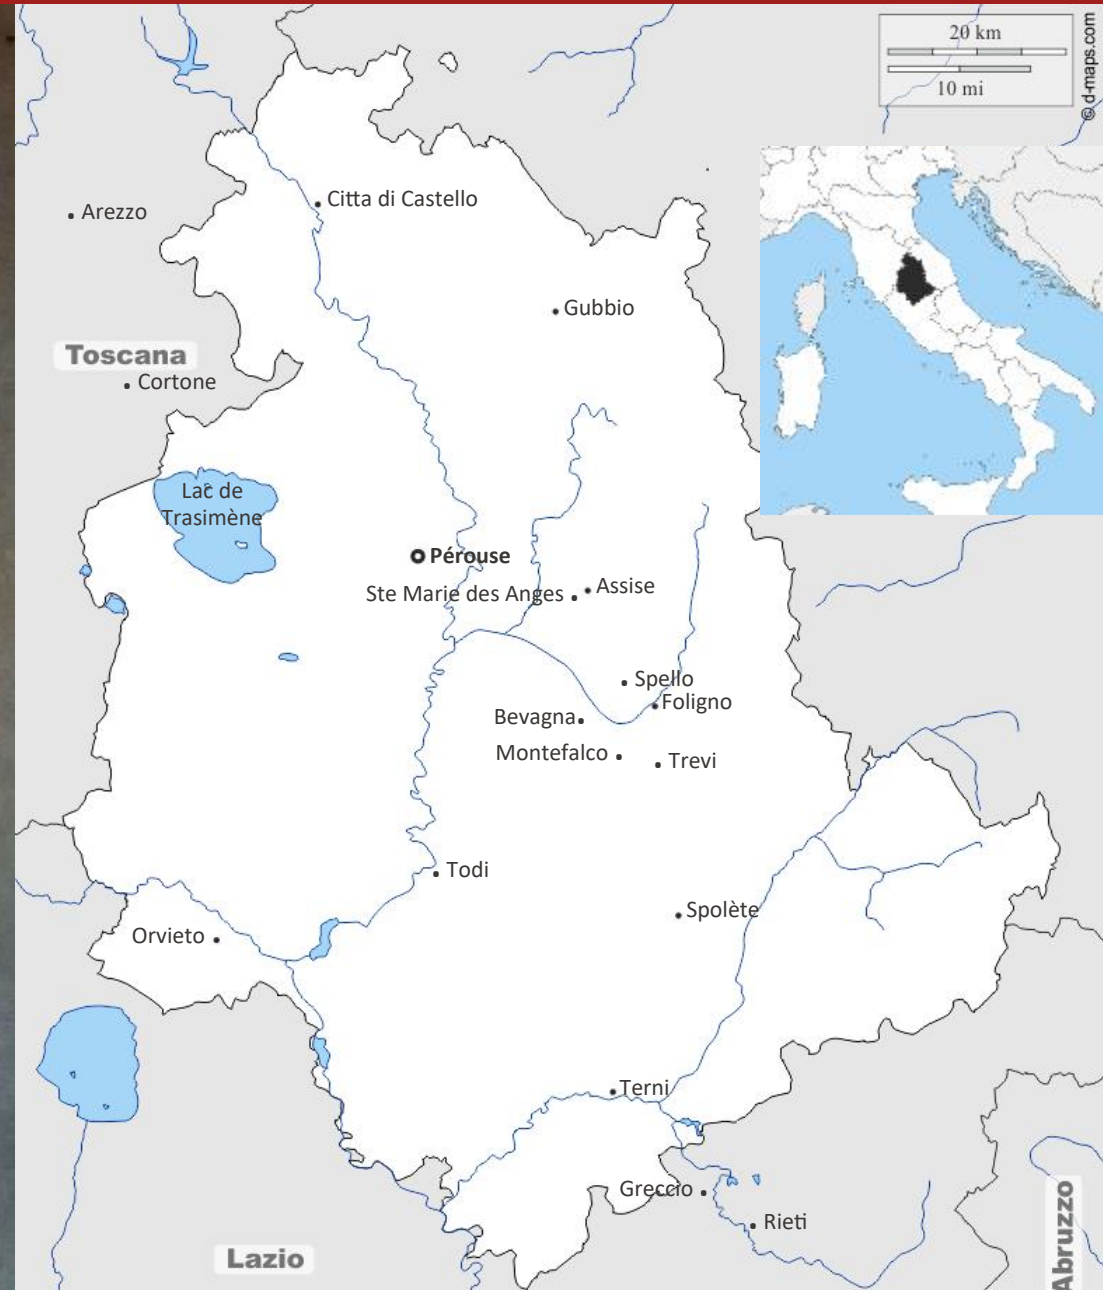 20 km
10 mi
© d-maps.com
Citta di Castello
Arezzo
Gubbio
Toscana
Cortone
Lac de
Trasimène
Pérouse
Ste Marie des Anges
Assise
Spello
Foligno
Bevagna
Montefalco
Trevi
Todi
Spolète
Orvieto
Terni
Greccio
Rieti
Lazio
Abruzzo